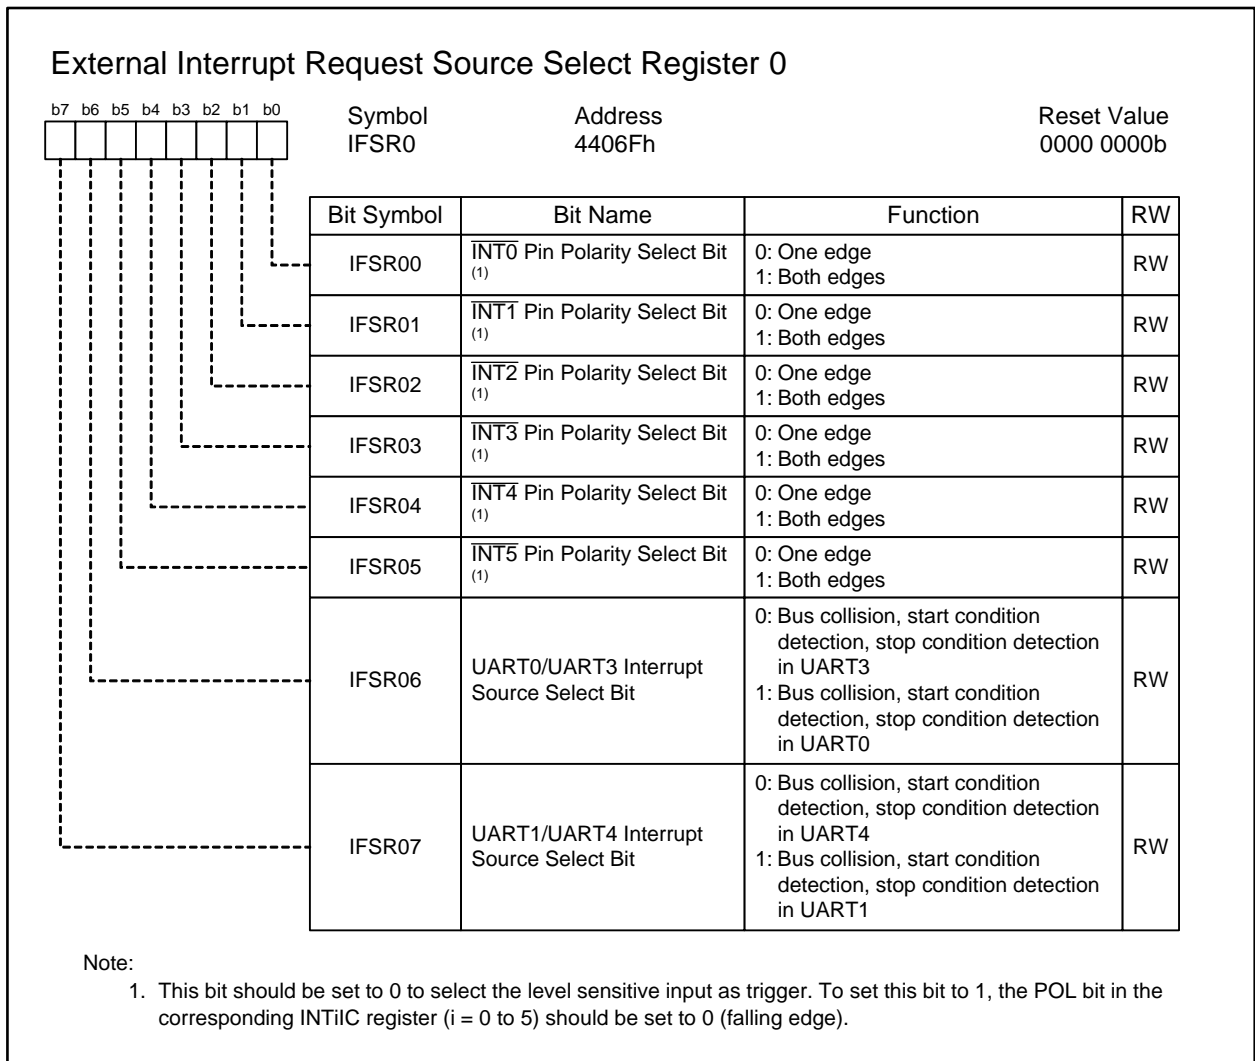 External Interrupt Request Source Select Register 0
b7 b6 b5 b4 b3 b2 b1 b0
Symbol Address Reset Value
IFSR0 4406Fh 0000 0000b
Bit Symbol Bit Name Function RW
IFSR00 INT0 Pin Polarity Select Bit (1) 0: One edge RW
1: Both edges
IFSR01 INT1 Pin Polarity Select Bit (1) 0: One edge RW
1: Both edges
IFSR02 INT2 Pin Polarity Select Bit (1) 0: One edge RW
1: Both edges
IFSR03 INT3 Pin Polarity Select Bit (1) 0: One edge RW
1: Both edges
IFSR04 INT4 Pin Polarity Select Bit (1) 0: One edge RW
1: Both edges
IFSR05 INT5 Pin Polarity Select Bit (1) 0: One edge RW
1: Both edges
IFSR06
UART0/UART3 Interrupt
Source Select Bit
0: Bus collision, start condition
detection, stop condition detection
in UART3
1: Bus collision, start condition
detection, stop condition detection
in UART0
RW
IFSR07
UART1/UART4 Interrupt
Source Select Bit
0: Bus collision, start condition
detection, stop condition detection
in UART4
1: Bus collision, start condition
detection, stop condition detection
in UART1
RW
Note:
1. This bit should be set to 0 to select the level sensitive input as trigger. To set this bit to 1, the POL bit in the
corresponding INTiIC register (i = 0 to 5) should be set to 0 (falling edge).